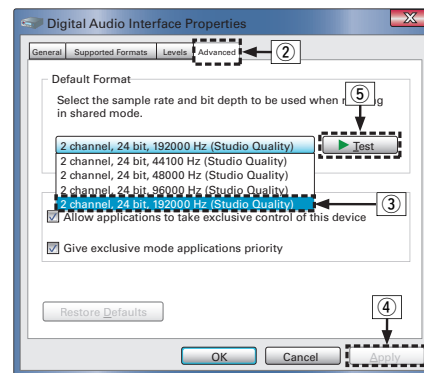 Digital Audio Interface Properties
General Supported Formats Levels Advanced
②
Default Format
⑤
Select the sample rate and bit depth to be used when
in shared mode.
2 channel, 24 bit, 192000 Hz (Studio Quality)
Test
2 channel, 24 bit, 44100 Hz (Studio Quality)
2 channel, 24 bit, 48000 Hz (Studio Quality)
2 channel, 24 bit, 96000 Hz (Studio Quality)
2 channel, 24 bit, 192000 Hz (Studio Quality)
③
Allow applications to take exclusive control of this device
Give exclusive mode applications priority
Restore Defaults
④
OK Cancel Apply